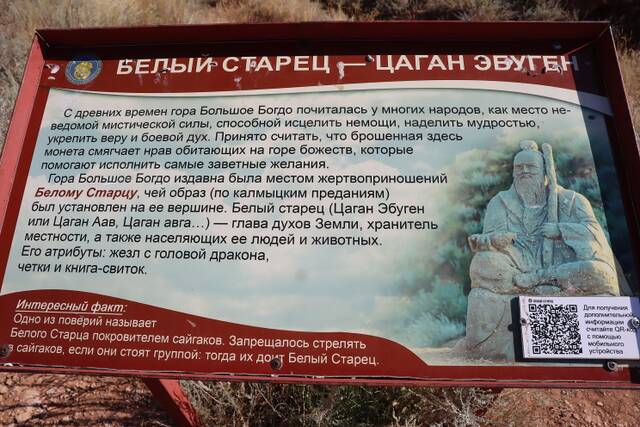 БЕЛЫЙ СТАРЕЦ — ЦАГАН ЭБУГЕН
С древних времен гора Большое Богдо почиталась у многих народов, как место не-
ведомой мистической силы, способной исцелить немощи, наделить мудростью,
укрепить веру и боевой дух. Принято считать, что брошенная здесь
монета смягчает нрав обитающих на горе божеств, которые
помогают исполнить самые заветные желания.
Гора Большое Богдо издавна была местом жертвоприношений
Белому Старцу, чей образ (по калмыцким преданиям)
был установлен на ее вершине. Белый старец (Цаган Эбуген
или Цаган Аав, Цаган авга...) — глава духов Земли, хранитель
местности, а также населяющих ее людей и животных.
Его атрибуты: жезл с головой дракона,
четки и книга-свиток.
Интересный факт:
Одно из поверий называет
Белого Старца покровителем сайгаков. Запрещалось стрелять
в сайгаков, если они стоят группой: тогда их доит Белый Старец.
Для получения
дополнительной
информации
считайте QR-
с помощью
мобильного
устройства